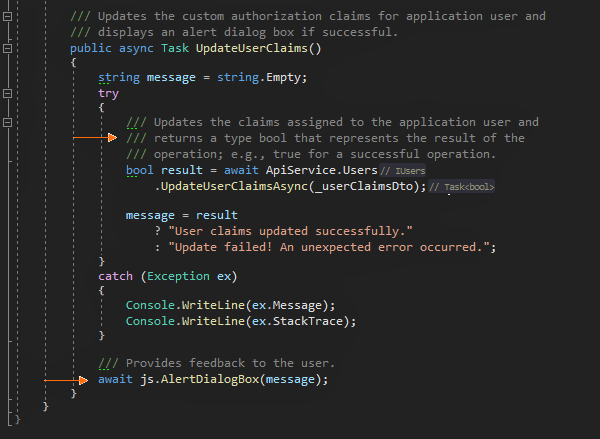 /// Updates the custom authorization claims for application user and
/// displays an alert dialog box if successful.
public async Task UpdateUserClaims()
{
string message = string.Empty;
try
{
/// Updates the claims assigned to the application user and
/// returns a type bool that represents the result of the
/// operation; e.g., true for a successful operation.
bool result = await ApiService.Users // IUsers
.UpdateUserClaimsAsync(_userClaimsDto); // Task<bool>
message = result
? "User claims updated successfully."
: "Update failed! An unexpected error occurred.";
}
catch (Exception ex)
{
Console.WriteLine(ex.Message);
Console.WriteLine(ex.StackTrace);
}
/// Provides feedback to the user.
await js.AlertDialogBox(message);
}
}
}